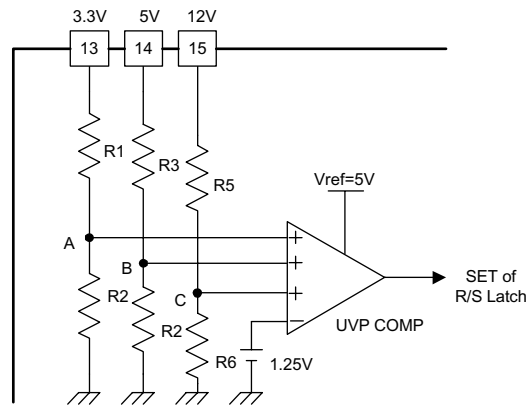 3.3V 5V 12V
13 14 15
R1
R3
R5
Vref=5V
A
B
C
R2
R2
R6
1.25V
UVP COMP
SET of
R/S Latch